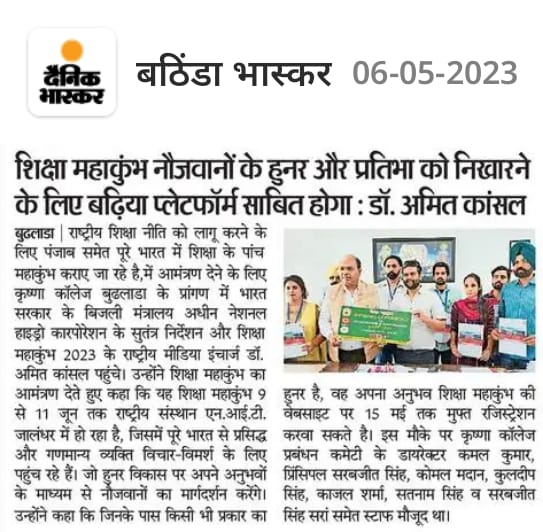 दैनिक
भास्कर
बठिंडा भास्कर 06-05-2023
शिक्षा महाकुंभ नौजवानों के हुनर और प्रतिभा को निखारने
के लिए बढ़िया प्लेटफॉर्म साबित होगा : डॉ. अमित कांसल
बुढलाडा | राष्ट्रीय शिक्षा नीति को लागू करने के
लिए पंजाब समेत पूरे भारत में शिक्षा के पांच
महाकुंभ कराए जा रहे है,में आमंत्रण देने के लिए
कृष्णा कॉलेज बुढलाडा के प्रांगण में भारत
सरकार के बिजली मंत्रालय अधीन नेशनल
हाइड्रो कारपोरेशन के सुतंत्र निर्देशन और शिक्षा
महाकुंभ 2023 के राष्ट्रीय मीडिया इंचार्ज डॉ.
अमित कांसल पहुंचे। उन्होंने शिक्षा महाकुंभ का
आमंत्रण देते हुए कहा कि यह शिक्षा महाकुंभ 9
से 11 जून तक राष्ट्रीय संस्थान एन.आई.टी.
जालंधर में हो रहा है, जिसमें पूरे भारत से प्रसिद्ध
और गणमान्य व्यक्ति विचार-विमर्श के लिए
पहुंच रहे हैं। जो हुनर विकास पर अपने अनुभवों
के माध्यम से नौजवानों का मार्गदर्शन करेंगे।
उन्होंने कहा कि जिनके पास किसी भी प्रकार का
हुनर है, वह अपना अनुभव शिक्षा महाकुंभ की
वेबसाइट पर 15 मई तक मुफ्त रजिस्ट्रेशन
करवा सकते है। इस मौके पर कृष्णा कॉलेज
प्रबंधन कमेटी के डायरेक्टर कमल कुमार,
प्रिंसिपल सरबजीत सिंह, कोमल मदान, कुलदीप
सिंह, काजल शर्मा, सतनाम सिंह व सरबजीत
सिंह सरां समेत स्टाफ मौजूद था।